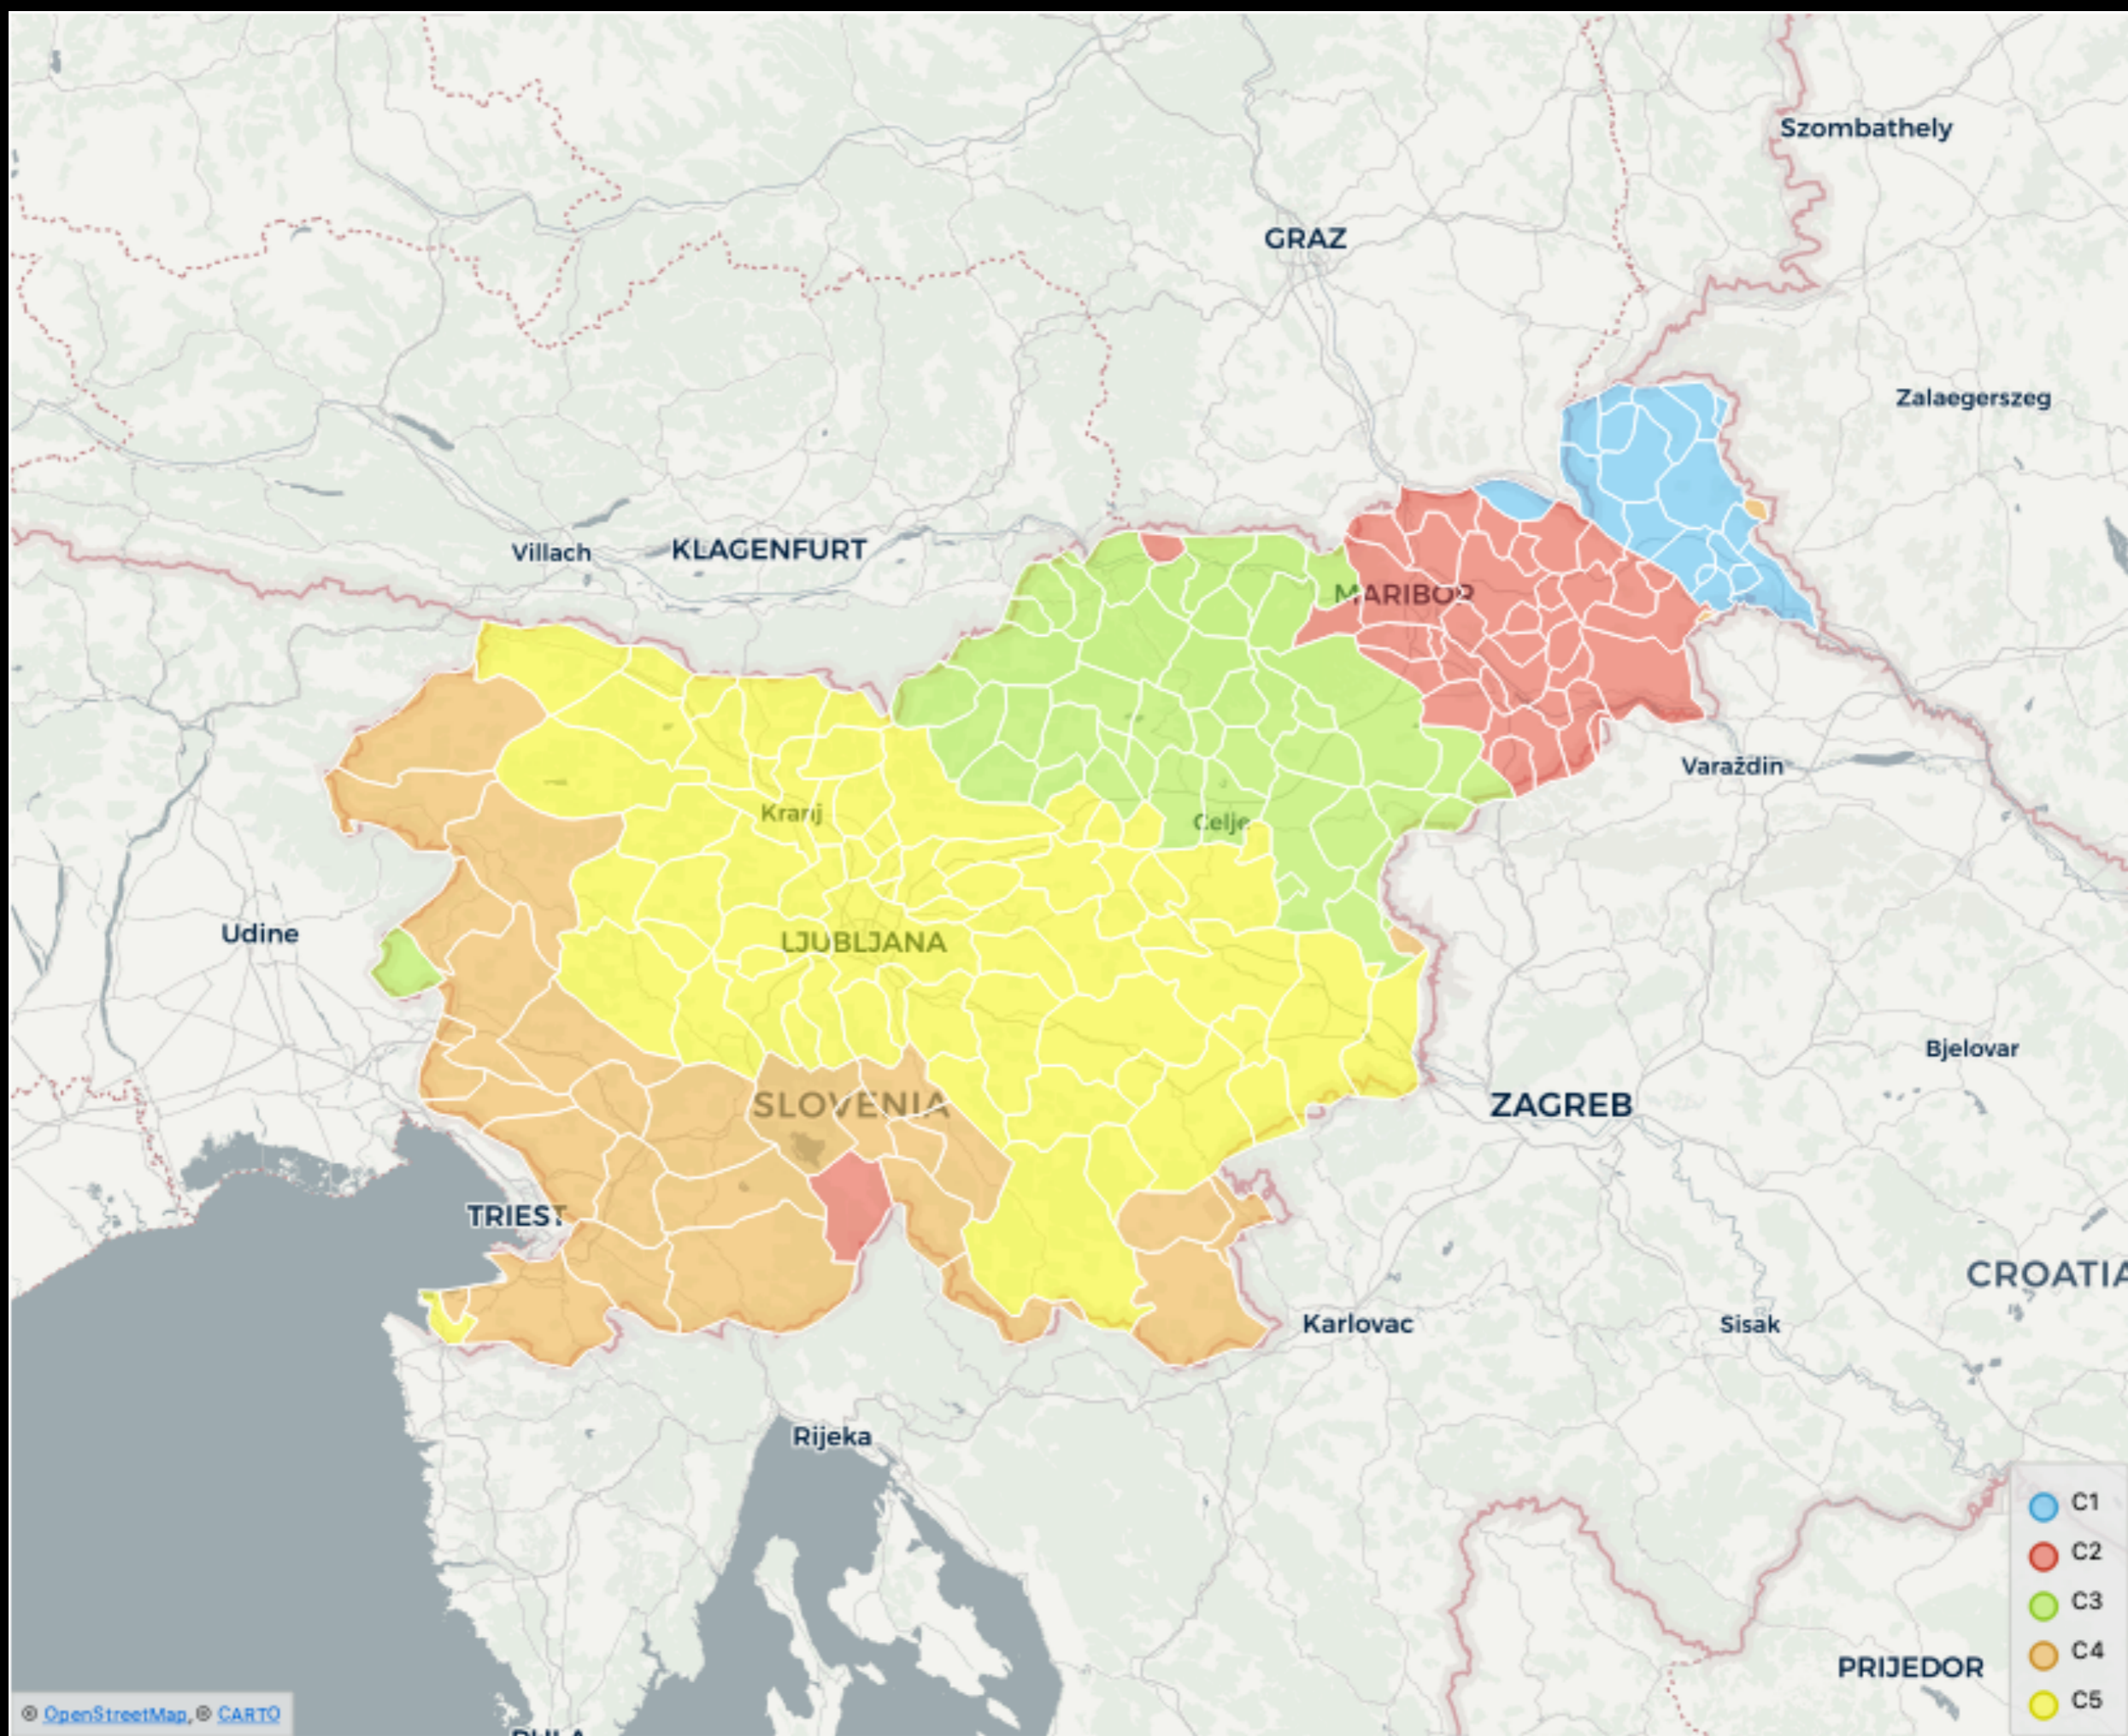 Szombathely
GRAZ
Zalaegerszeg
Villach
KLAGENFURT
MARIBOR
Varaždin
Kranj
Celje
Udine
LJUBLJANA
Bjelovar
SLOVENIA
ZAGREB
TRIEST
CROATIA
Karlovac
Sisak
Rijeka
C1
C2
C3
C4
C5
PRIJEDOR
© OpenStreetMap, © CARTO
PULA